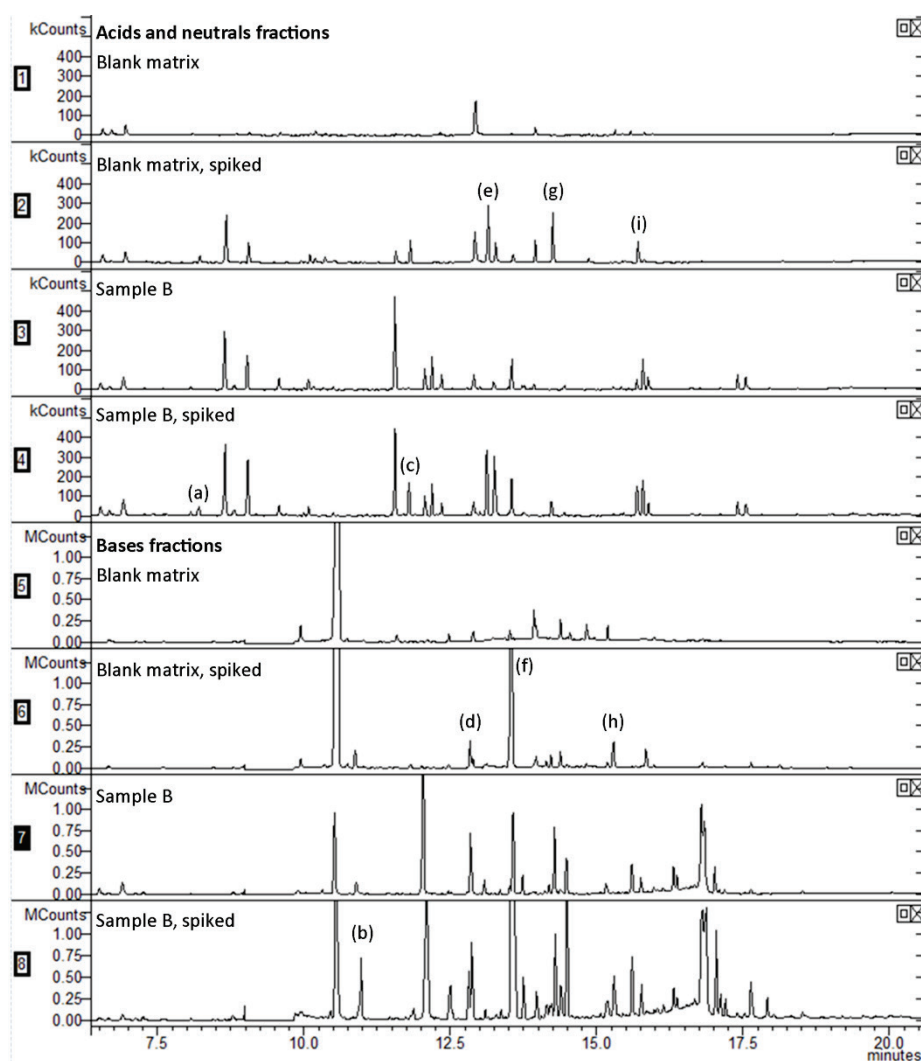 kCounts
Acids and neutrals fractions
Blank matrix
1
400
300
200
100
0
kCounts
Blank matrix, spiked
2
400
300
200
100
0
(e)
(g)
(i)
kCounts
Sample B
3
400
300
200
100
0
kCounts
Sample B, spiked
4
400
300
200
100
0
(a)
(c)
MCounts
Bases fractions
Blank matrix
5
1.00
0.75
0.50
0.25
0.00
MCounts
Blank matrix, spiked
6
1.00
0.75
0.50
0.25
0.00
(d)
(f)
(h)
MCounts
Sample B
7
1.00
0.75
0.50
0.25
0.00
MCounts
Sample B, spiked
8
1.00
0.75
0.50
0.25
0.00
(b)
7.5 10.0 12.5 15.0 17.5 20.0
minutes